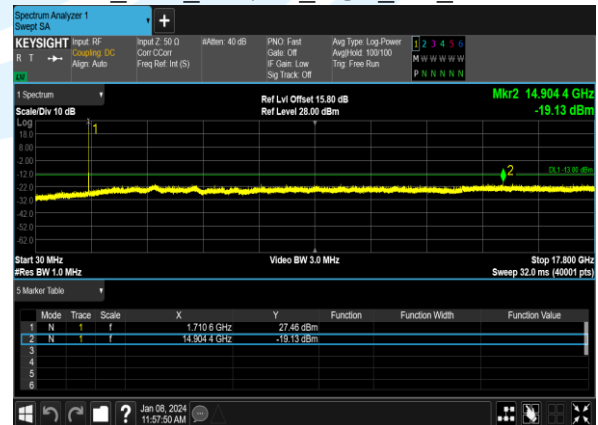 Spectrum Analyzer 1
Swept SA
+
KEYSIGHT Input: RF Input Z: 50 Ω #Atten: 40 dB PNO: Fast Avg Type: Log-Power 1 2 3 4 5 6
R T Coupling: DC Corr CCorr Gate: Off Avg|Hold: 100/100 M W W W W W
Align: Auto Freq Ref: Int (S) IF Gain: Low Trig: Free Run
LV Sig Track: Off P N N N N N
1 Spectrum Ref Lvl Offset 15.80 dB Mkr2 14.904 4 GHz
Scale/Div 10 dB Ref Level 28.00 dBm -19.13 dBm
Log
1
18.0
8.00
-2.00
-12.0 2 DL1 -13.00 dBm
-22.0
-32.0
-42.0
-52.0
-62.0
Start 30 MHz Video BW 3.0 MHz Stop 17.800 GHz
#Res BW 1.0 MHz Sweep 32.0 ms (40001 pts)
5 Marker Table
Mode Trace Scale X Y Function Function Width Function Value
1 N 1 f 1.710 6 GHz 27.46 dBm
2 N 1 f 14.904 4 GHz -19.13 dBm
3
4
5
6
? Jan 08, 2024
11:57:50 AM